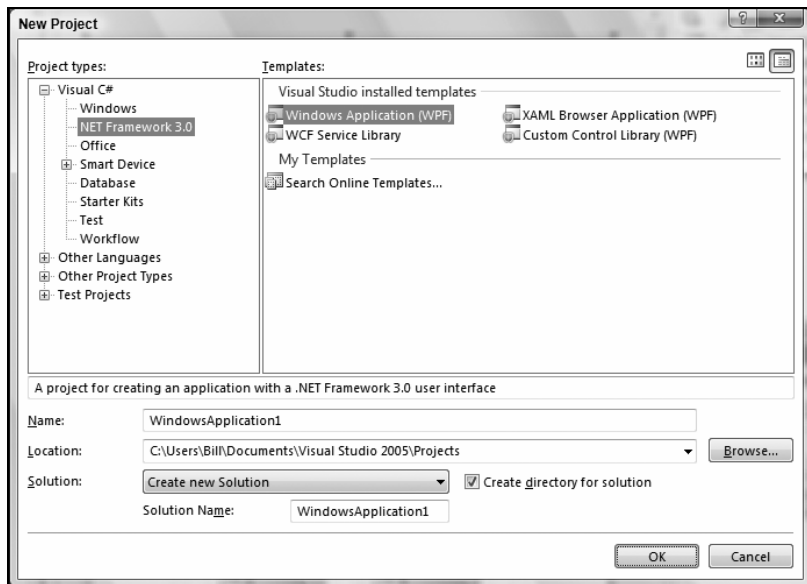 New Project
Project types:
Templates:
Visual C#
Windows
NET Framework 3.0
Office
Smart Device
Database
Starter Kits
Test
Workflow
Other Languages
Other Project Types
Test Projects
Visual Studio installed templates
Windows Application (WPF)
XAML Browser Application (WPF)
WCF Service Library
Custom Control Library (WPF)
My Templates
Search Online Templates...
A project for creating an application with a .NET Framework 3.0 user interface
Name: WindowsApplication1
Location: C:\Users\Bill\Documents\Visual Studio 2005\Projects Browse...
Solution: Create new Solution Create directory for solution
Solution Name: WindowsApplication1
OK Cancel